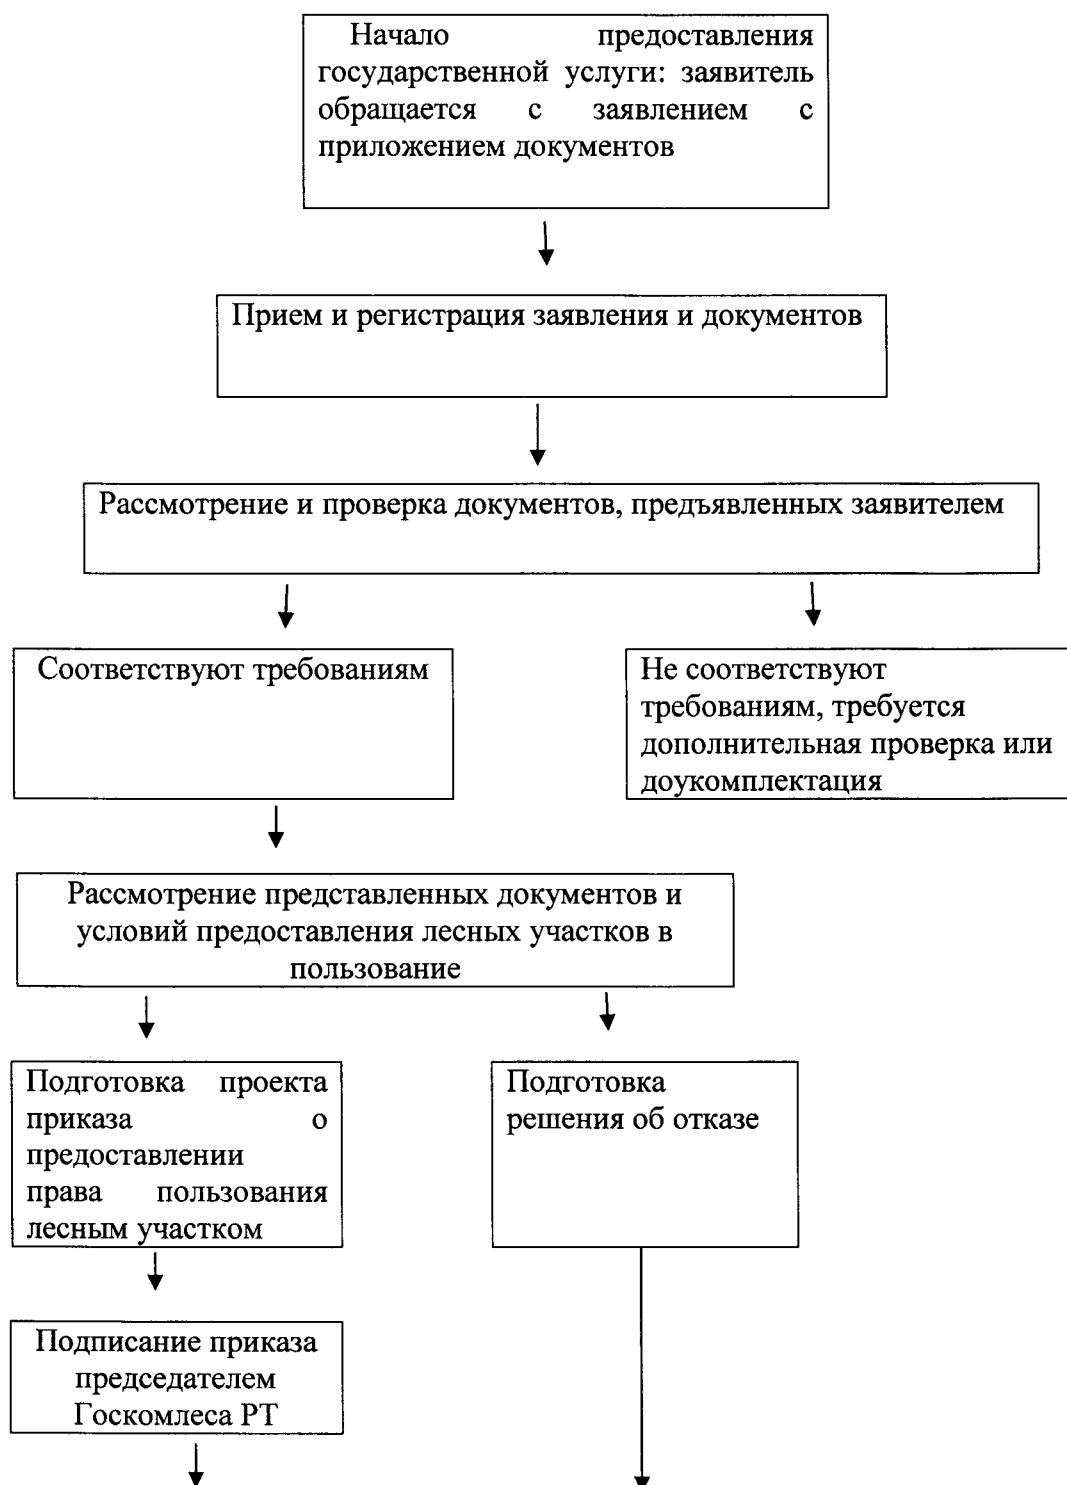 Начало предоставления
государственной услуги: заявитель
обращается с заявлением с
приложением документов
Прием и регистрация заявления и документов
Рассмотрение и проверка документов, предъявленных заявителем
Соответствуют требованиям
Не соответствуют
требованиям, требуется
дополнительная проверка или
доукомплектация
Рассмотрение представленных документов и
условий предоставления лесных участков в
пользование
Подготовка проекта
приказа о
предоставлении
права пользования
лесным участком
Подготовка
решения об отказе
Подписание приказа
председателем
Госкомлеса РТ